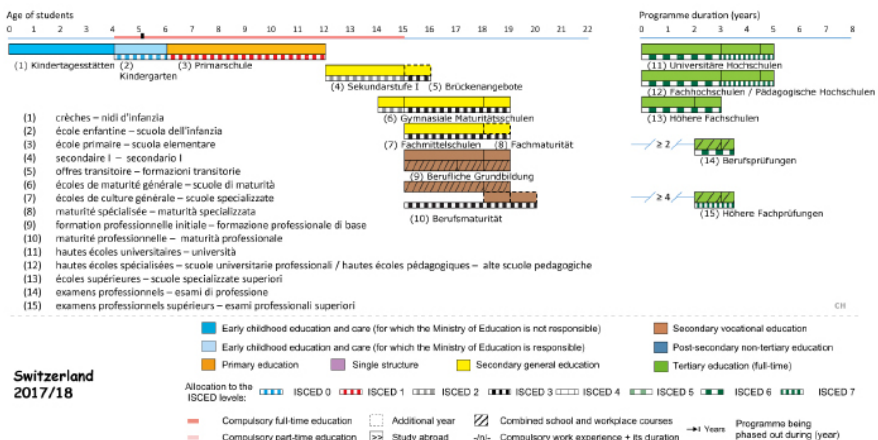 Age of students
Programme duration (years)
0 1 2 3 4 5 6 7 8 9 10 11 12 13 14 15 16 17 18 19 20 22
0 1 2 3 4 5 8
(1) Kindertagesstätten
(2) Kindergarten
(3) Primarschule
(4) Sekundarstufe I
(5) Brückenangebote
(6) Gymnasiale Maturitätsschulen
(7) Fachmittelschulen
(8) Fachmaturität
(9) Berufliche Grundbildung
(10) Berufsmaturität
(11) Universitäre Hochschulen
(12) Fachhochschulen / Pädagogische Hochschulen
(13) Höhere Fachschulen
≥ 2
(14) Berufsprüfungen
≥ 4
(15) Höhere Fachprüfungen
(1) crèches – nidi d'infanzia
(2) école enfantine – scuola dell'infanzia
(3) école primaire – scuola elementare
(4) secondaire I – secondario I
(5) offres transitoire – formazioni transitorie
(6) écoles de maturité générale – scuole di maturità
(7) écoles de culture générale – scuole specializzate
(8) maturité spécialisée – maturità specializzata
(9) formation professionnelle initiale – formazione professionale di base
(10) maturité professionnelle – maturità professionale
(11) hautes écoles universitaires – università
(12) hautes écoles spécialisées – scuole universitarie professionali / hautes écoles pédagogiques – alte scuole pedagogiche
(13) écoles supérieures – scuole specializzate superiori
(14) examens professionnels – esami di professione
(15) examens professionnels supérieurs – esami professionali superiori
CH
Early childhood education and care (for which the Ministry of Education is not responsible)
Secondary vocational education
Early childhood education and care (for which the Ministry of Education is responsible)
Post-secondary non-tertiary education
Primary education
Single structure
Secondary general education
Tertiary education (full-time)
Switzerland
2017/18
Allocation to the
ISCED levels:
ISCED 0
ISCED 1
ISCED 2
ISCED 3
ISCED 4
ISCED 5
ISCED 6
ISCED 7
Compulsory full-time education
Additional year
Combined school and workplace courses
Years
Programme being
phased out during (year)
Compulsory part-time education
>>
Study abroad
-/n/-
Compulsory work experience + its duration